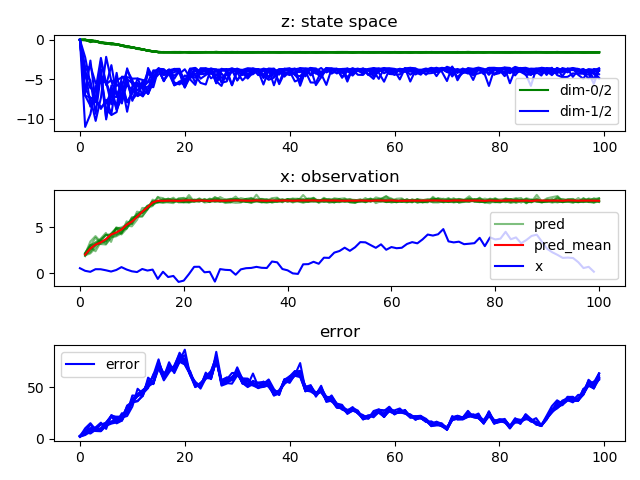 z: state space
0
−5
−10
dim-0/2
dim-1/2
0 20 40 60 80 100
x: observation
5
0
pred
pred_mean
x
0 20 40 60 80 100
error
50
0
error
0 20 40 60 80 100